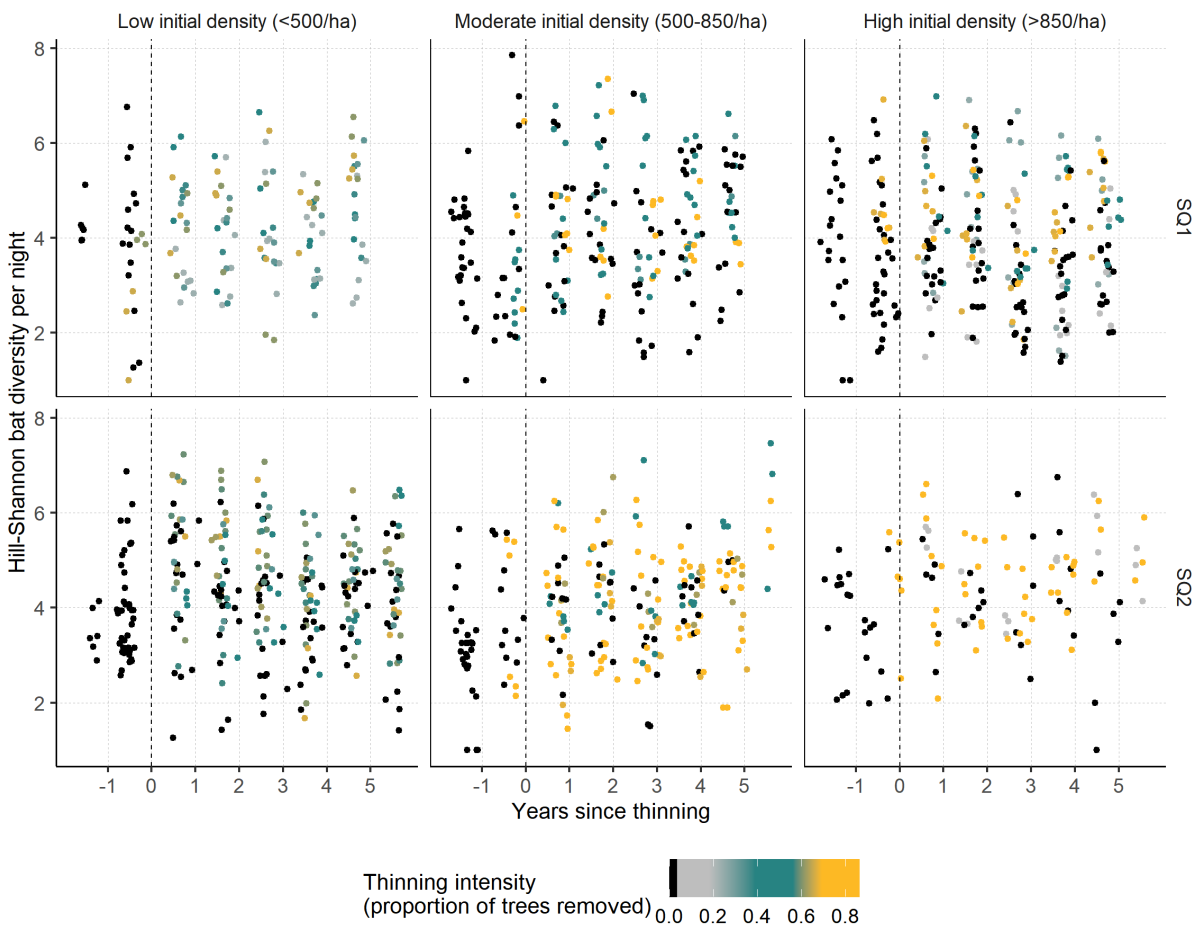 Low initial density (<500/ha)
Moderate initial density (500-850/ha)
High initial density (>850/ha)
Hill-Shannon bat diversity per night
8
6
4
2
SQ1
8
6
4
2
SQ2
-1 0 1 2 3 4 5
-1 0 1 2 3 4 5
-1 0 1 2 3 4 5
Years since thinning
Thinning intensity
(proportion of trees removed)
0.0 0.2 0.4 0.6 0.8